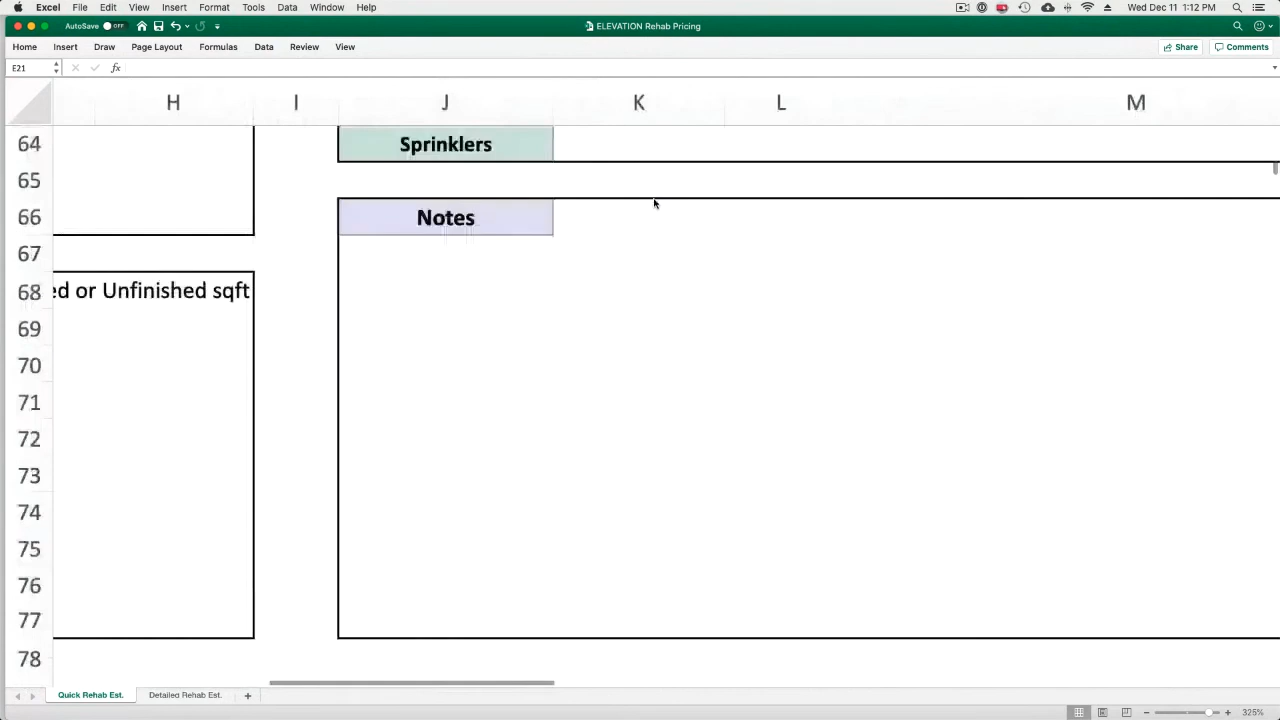 Excel File Edit View Insert Format Tools Data Window Help Wed Dec 11 1:12 PM
AutoSave OFF ELEVATION Rehab Pricing
Home Insert Draw Page Layout Formulas Data Review View Share Comments
E21 fx
H I J K L M
64 Sprinklers
65
66 Notes
67
68 ed or Unfinished sqft
69
70
71
72
73
74
75
76
77
78
Quick Rehab Est. Detailed Rehab Est. +
325%